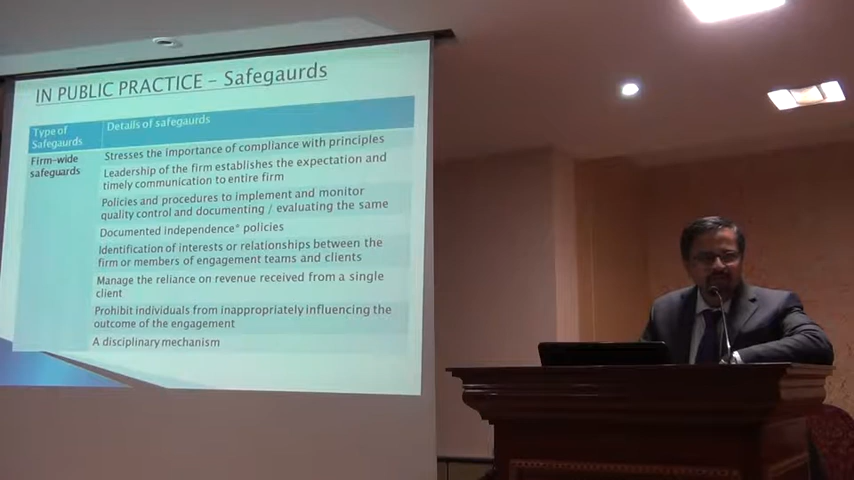 IN PUBLIC PRACTICE - Safegaurds
Type of
Safegaurds
Details of safegaurds
Firm-wide
safeguards
Stresses the importance of compliance with principles
Leadership of the firm establishes the expectation and
timely communication to entire firm
Policies and procedures to implement and monitor
quality control and documenting / evaluating the same
Documented independence* policies
Identification of interests or relationships between the
firm or members of engagement teams and clients
Manage the reliance on revenue received from a single
client
Prohibit individuals from inappropriately influencing the
outcome of the engagement
A disciplinary mechanism